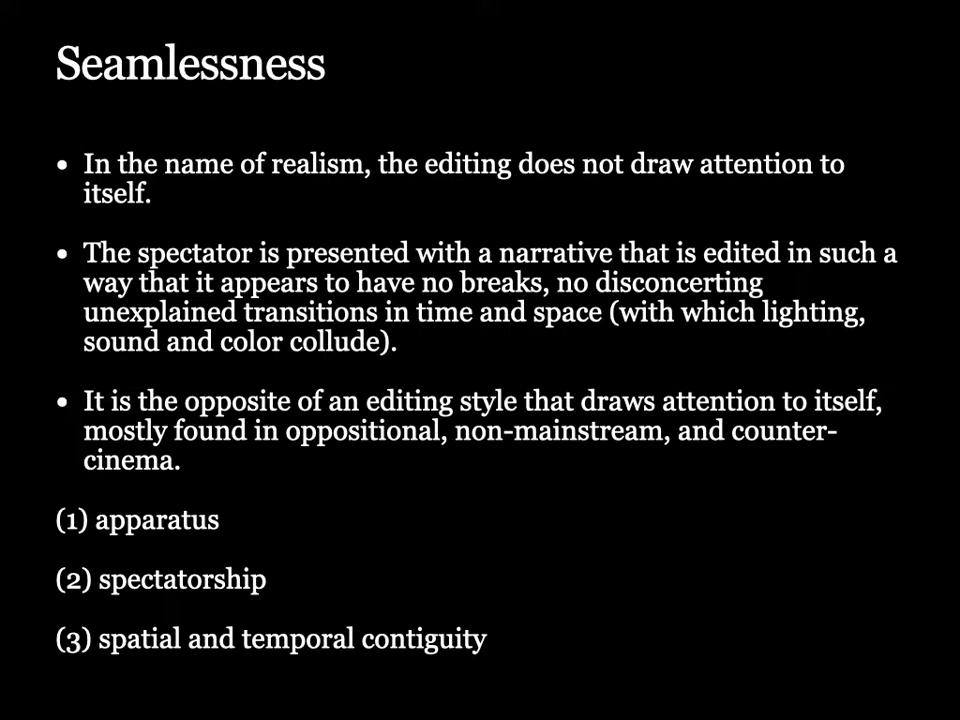 Seamlessness
• In the name of realism, the editing does not draw attention to
itself.
• The spectator is presented with a narrative that is edited in such a
way that it appears to have no breaks, no disconcerting
unexplained transitions in time and space (with which lighting,
sound and color collude).
• It is the opposite of an editing style that draws attention to itself,
mostly found in oppositional, non-mainstream, and counter-
cinema.
(1) apparatus
(2) spectatorship
(3) spatial and temporal contiguity